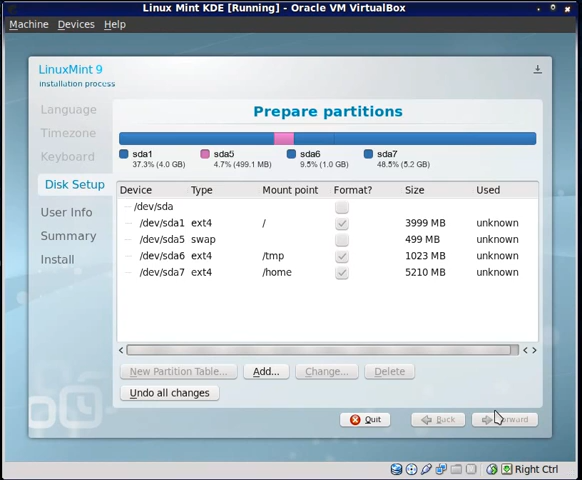 Linux Mint KDE [Running] - Oracle VM VirtualBox
Machine Devices Help
LinuxMint 9
installation process
Prepare partitions
Language
Timezone
Keyboard
Disk Setup
User Info
Summary
Install
sda1 sda5 sda6 sda7
37.3% (4.0 GB) 4.7% (499.1 MB) 9.5% (1.0 GB) 48.5% (5.2 GB)
Device Type Mount point Format? Size Used
/dev/sda
/dev/sda1 ext4 / 3999 MB unknown
/dev/sda5 swap 499 MB unknown
/dev/sda6 ext4 /tmp 1023 MB unknown
/dev/sda7 ext4 /home 5210 MB unknown
New Partition Table... Add... Change... Delete
Undo all changes
Quit Back Forward
Right Ctrl